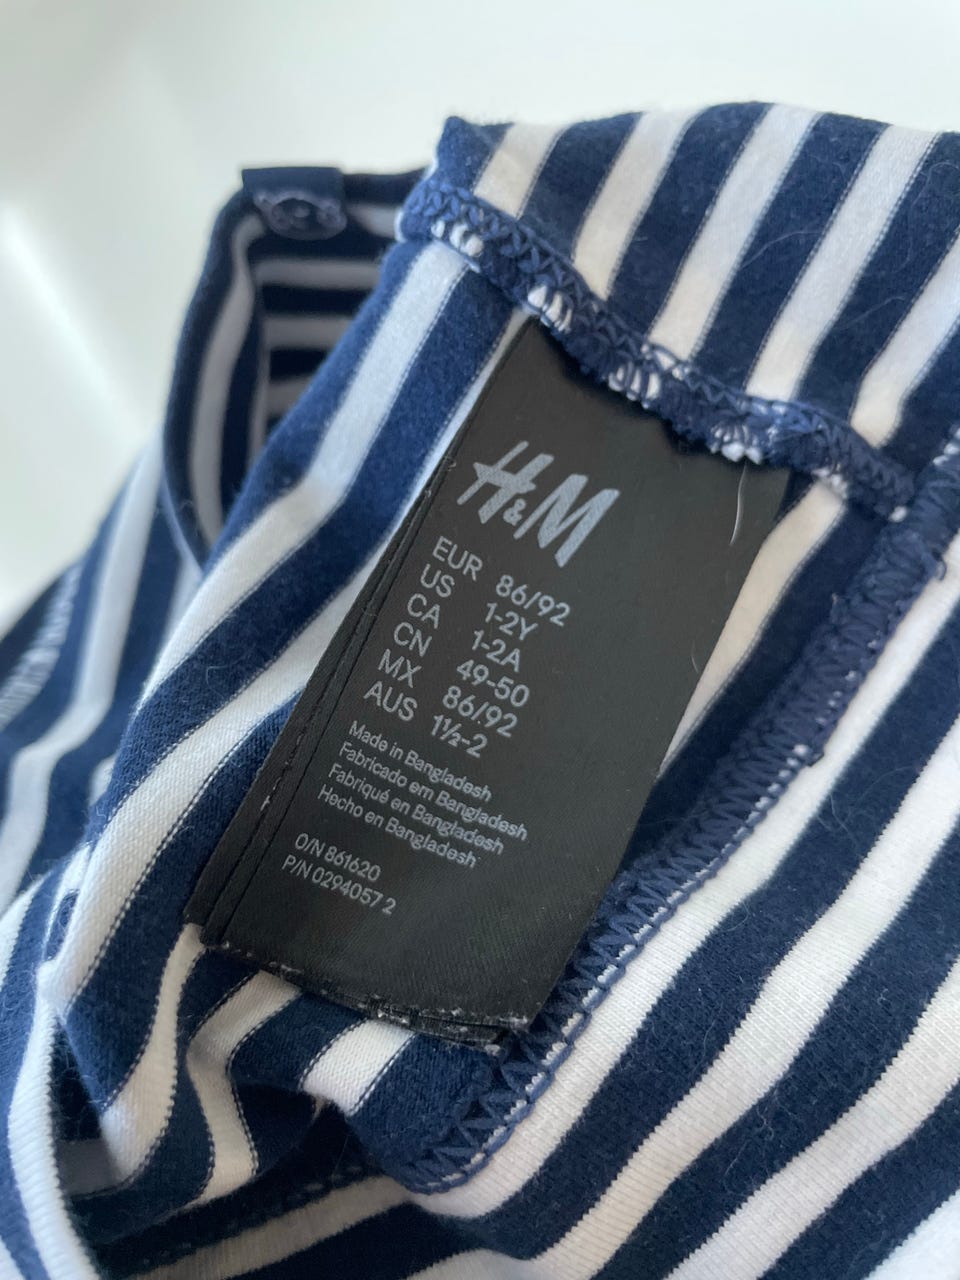 H&M
EUR 86/92
US 1-2Y
CA 1-2A
CN 49-50
MX 86/92
AUS 1½-2
Made in Bangladesh
Fabricado em Bangladesh
Fabriqué en Bangladesh
Hecho en Bangladesh
O/N 861620
P/N 0294057 2